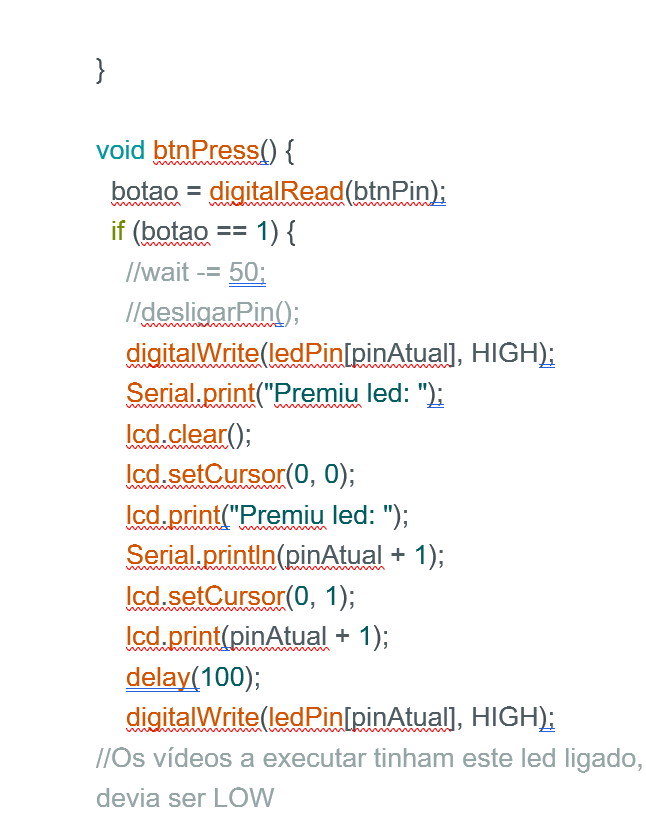 }
void btnPress() {
botao = digitalRead(btnPin);
if (botao == 1) {
//wait -= 50;
//desligarPin();
digitalWrite(ledPin[pinAtual], HIGH);
Serial.print("Premiu led: ");
lcd.clear();
lcd.setCursor(0, 0);
lcd.print("Premiu led: ");
Serial.println(pinAtual + 1);
lcd.setCursor(0, 1);
lcd.print(pinAtual + 1);
delay(100);
digitalWrite(ledPin[pinAtual], HIGH);
//Os vídeos a executar tinham este led ligado,
devia ser LOW